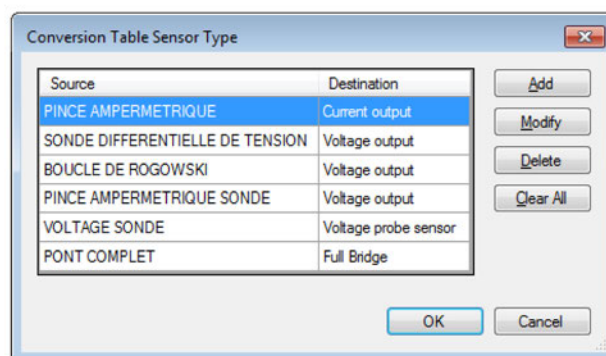 Conversion Table Sensor Type
Source Destination
PINCE AMPERMETRIQUE Current output
SONDE DIFFERENTIELLE DE TENSION Voltage output
BOUCLE DE ROGOWSKI Voltage output
PINCE AMPERMETRIQUE SONDE Voltage output
VOLTAGE SONDE Voltage probe sensor
PONT COMPLET Full Bridge
Add
Modify
Delete
Clear All
OK Cancel